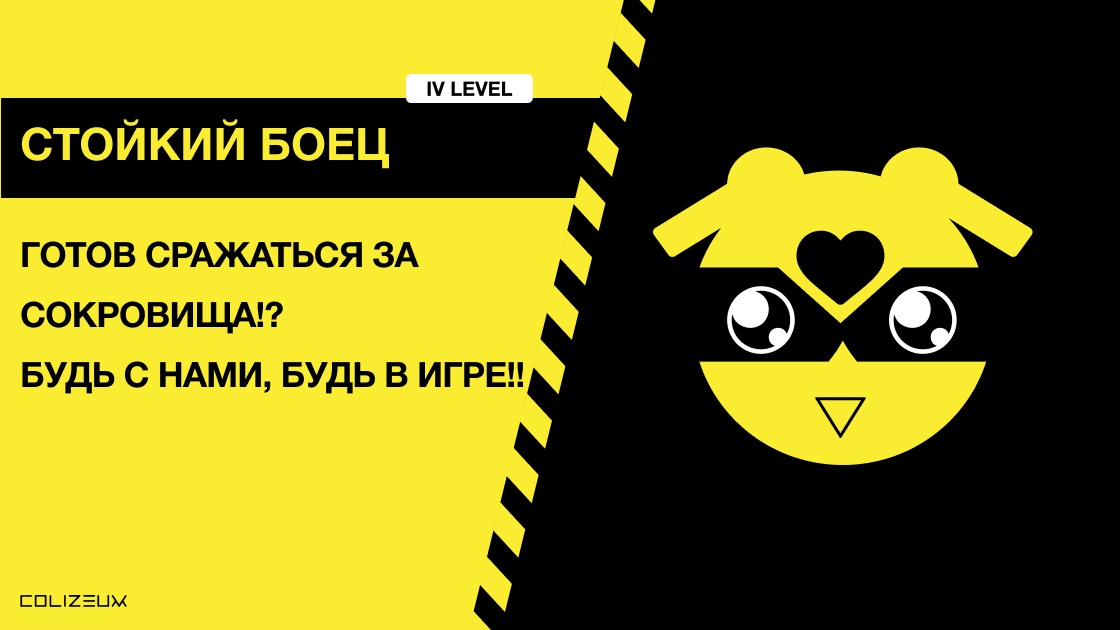 IV LEVEL
СТОЙКИЙ БОЕЦ
ГОТОВ СРАЖАТЬСЯ ЗА
СОКРОВИЩА!?
БУДЬ С НАМИ, БУДЬ В ИГРЕ!!
COLIZEUM